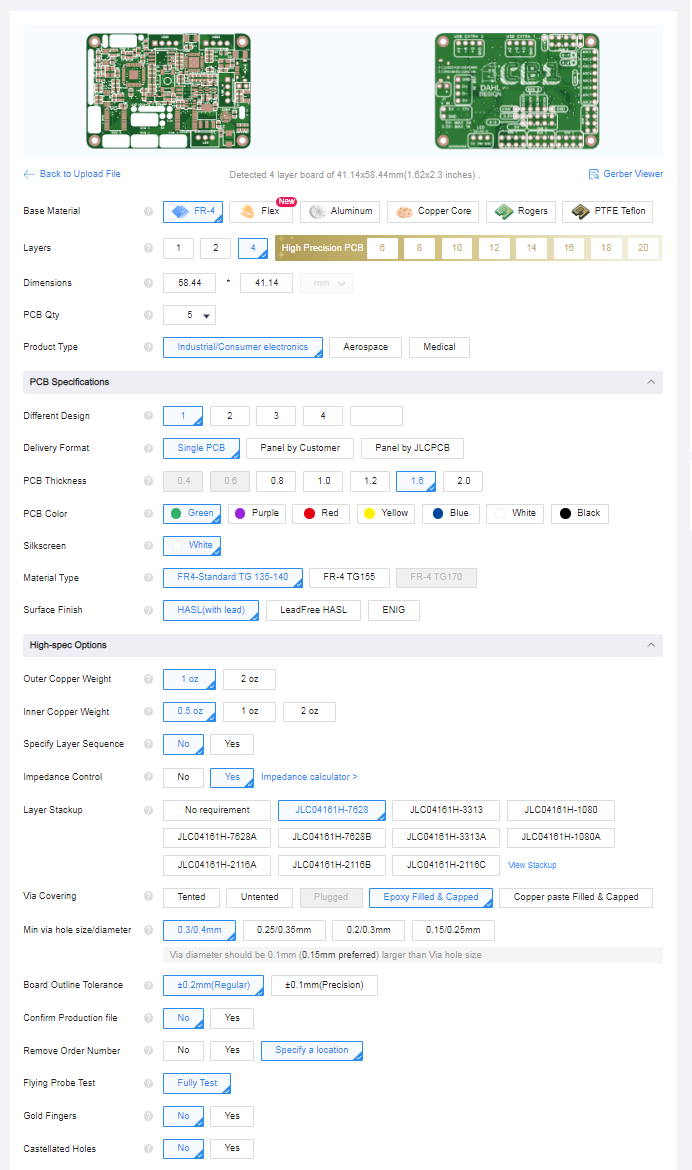 USB EXTRA 2 USB EXTRA 1
CB1
DAHL
DESIGN
Back to Upload File Detected 4 layer board of 41.14x58.44mm(1.62x2.3 inches) . Gerber Viewer
New
Base Material FR-4 Flex Aluminum Copper Core Rogers PTFE Teflon
Layers 1 2 4 High Precision PCB 6 8 10 12 14 16 18 20
Dimensions 58.44 * 41.14 mm
PCB Qty 5
Product Type Industrial/Consumer electronics Aerospace Medical
PCB Specifications
Different Design 1 2 3 4
Delivery Format Single PCB Panel by Customer Panel by JLCPCB
PCB Thickness 0.4 0.6 0.8 1.0 1.2 1.6 2.0
PCB Color Green Purple Red Yellow Blue White Black
Silkscreen White
Material Type FR4-Standard TG 135-140 FR-4 TG155 FR-4 TG170
Surface Finish HASL(with lead) LeadFree HASL ENIG
High-spec Options
Outer Copper Weight 1 oz 2 oz
Inner Copper Weight 0.5 oz 1 oz 2 oz
Specify Layer Sequence No Yes
Impedance Control No Yes Impedance calculator >
Layer Stackup No requirement JLC04161H-7628 JLC04161H-3313 JLC04161H-1080
JLC04161H-7628A JLC04161H-7628B JLC04161H-3313A JLC04161H-1080A
JLC04161H-2116A JLC04161H-2116B JLC04161H-2116C View Stackup
Via Covering Tented Untented Plugged Epoxy Filled & Capped Copper paste Filled & Capped
Min via hole size/diameter 0.3/0.4mm 0.25/0.35mm 0.2/0.3mm 0.15/0.25mm
Via diameter should be 0.1mm (0.15mm preferred) larger than Via hole size
Board Outline Tolerance ±0.2mm(Regular) ±0.1mm(Precision)
Confirm Production file No Yes
Remove Order Number No Yes Specify a location
Flying Probe Test Fully Test
Gold Fingers No Yes
Castellated Holes No Yes